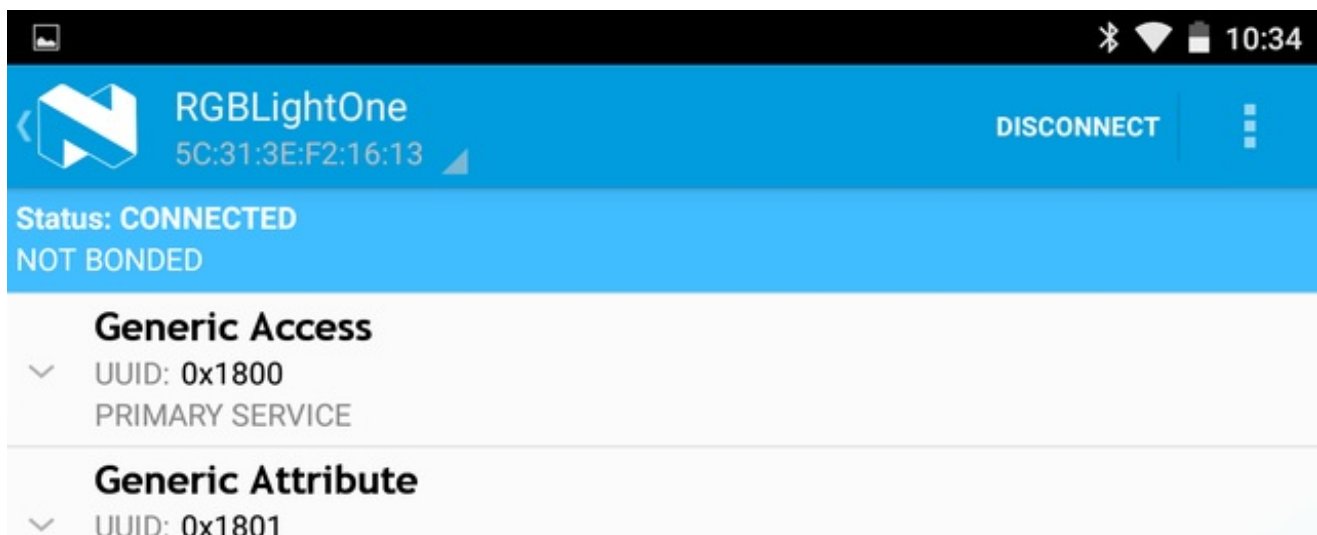 10:34
RGBLightOne
5C:31:3E:F2:16:13
DISCONNECT
Status: CONNECTED
NOT BONDED
Generic Access
UUID: 0x1800
PRIMARY SERVICE
Generic Attribute
UUID: 0x1801